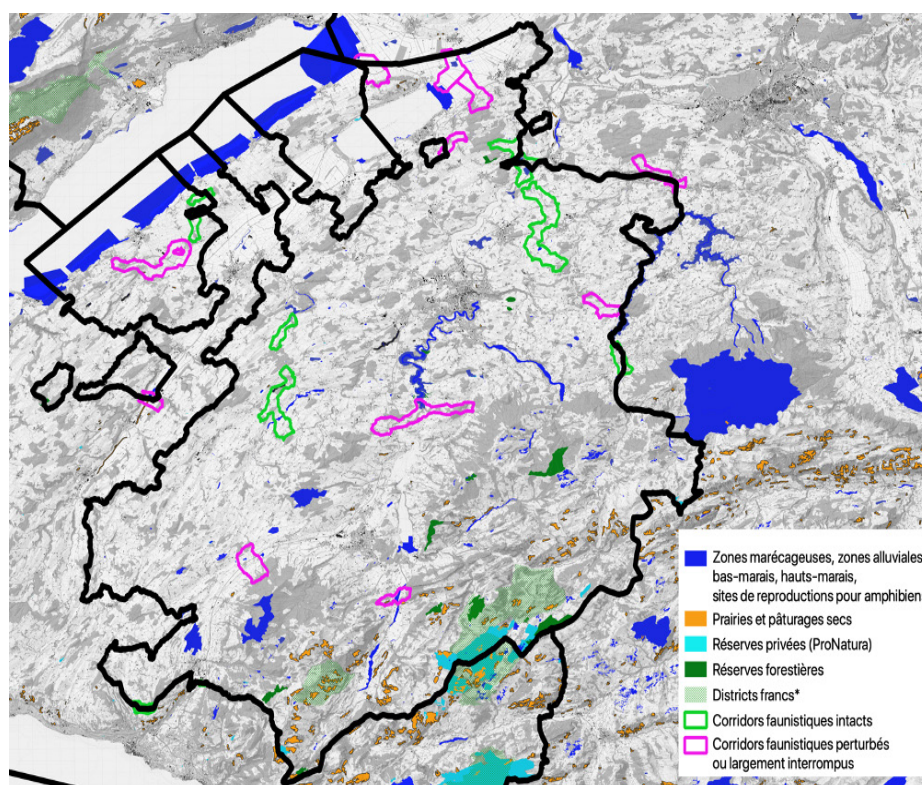 Zones marécageuses, zones alluviales
bas-marais, hauts-marais,
sites de reproductions pour amphibien
Prairies et pâturages secs
Réserves privées (ProNatura)
Réserves forestières
Districts francs*
Corridors faunistiques intacts
Corridors faunistiques perturbés
ou largement interrompus